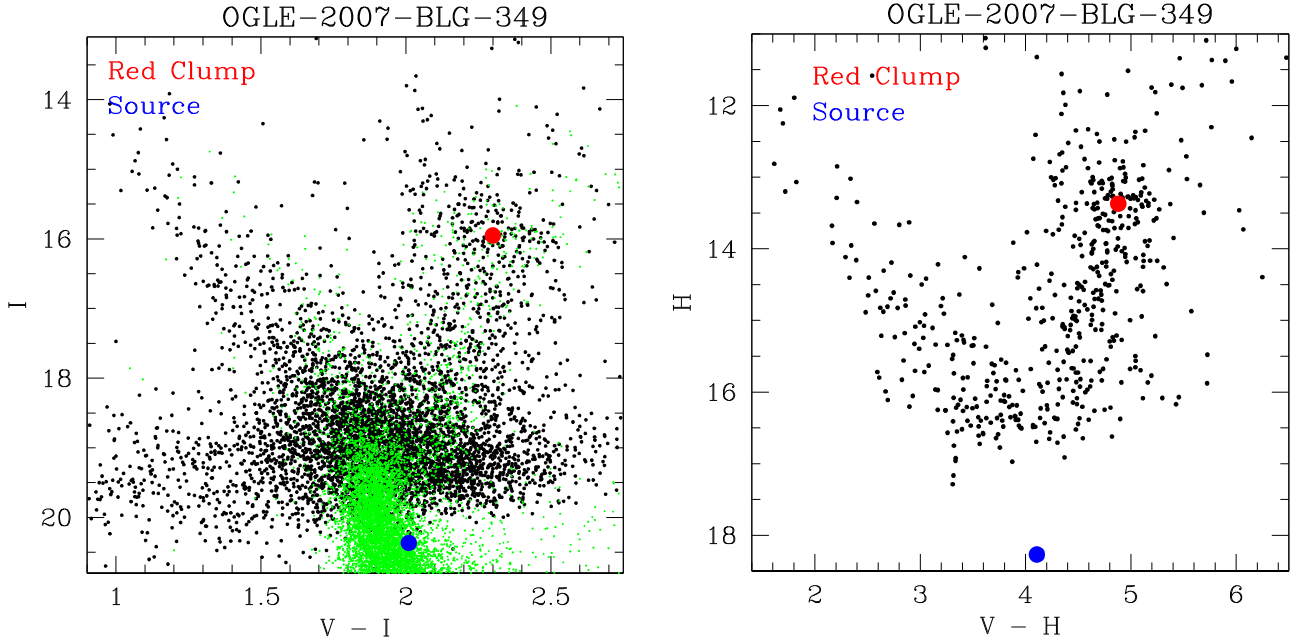 OGLE-2007-BLG-349
Red Clump
Source
14
16
18
20
I
1
1.5
2
2.5
V - I
OGLE-2007-BLG-349
Red Clump
Source
12
14
16
18
H
2
3
4
5
6
V - H